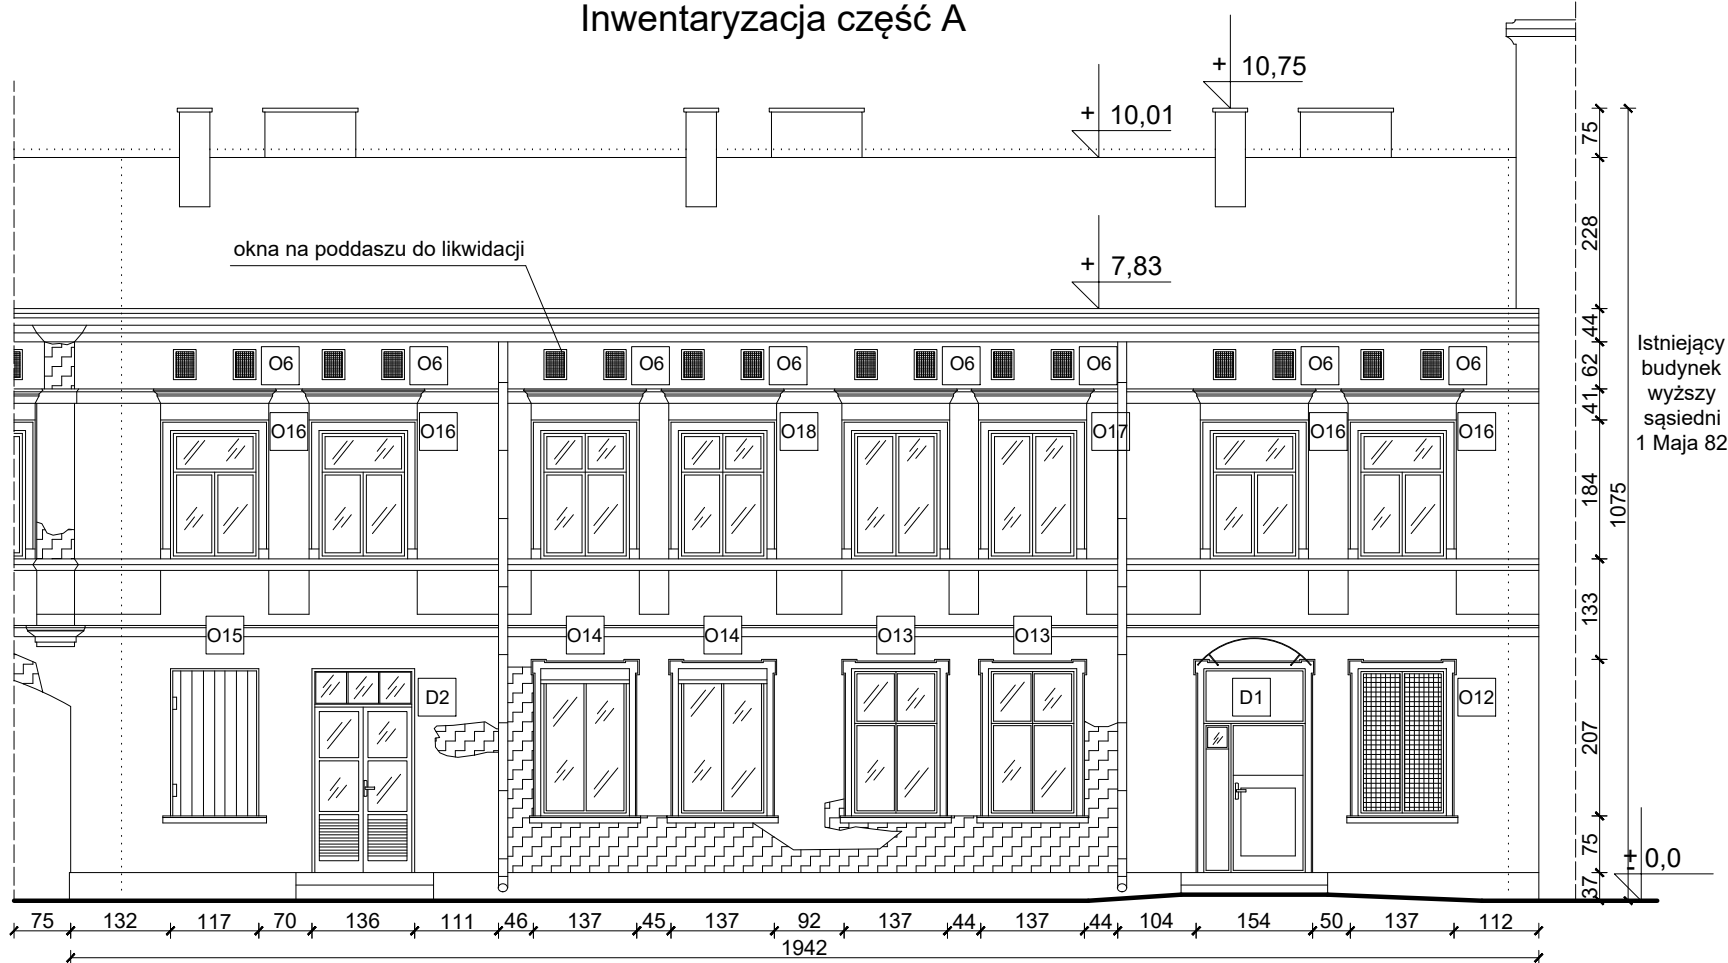 Inwentaryzacja część A
+ 10,75
+ 10,01
okna na poddaszu do likwidacji
+ 7,83
O6
O6
O6
O6
O6
O6
O6
O6
O16
O16
O18
O17
O16
O16
O15
O14
O14
O13
O13
D2
D1
O12
75
228
44
62
41
184
133
207
75
37
1075
Istniejący
budynek
wyższy
sąsiedni
1 Maja 82
± 0,0
75 132 117 70 136 111 46 137 45 137 92 137 44 137 44 104 154 50 137 112
1942